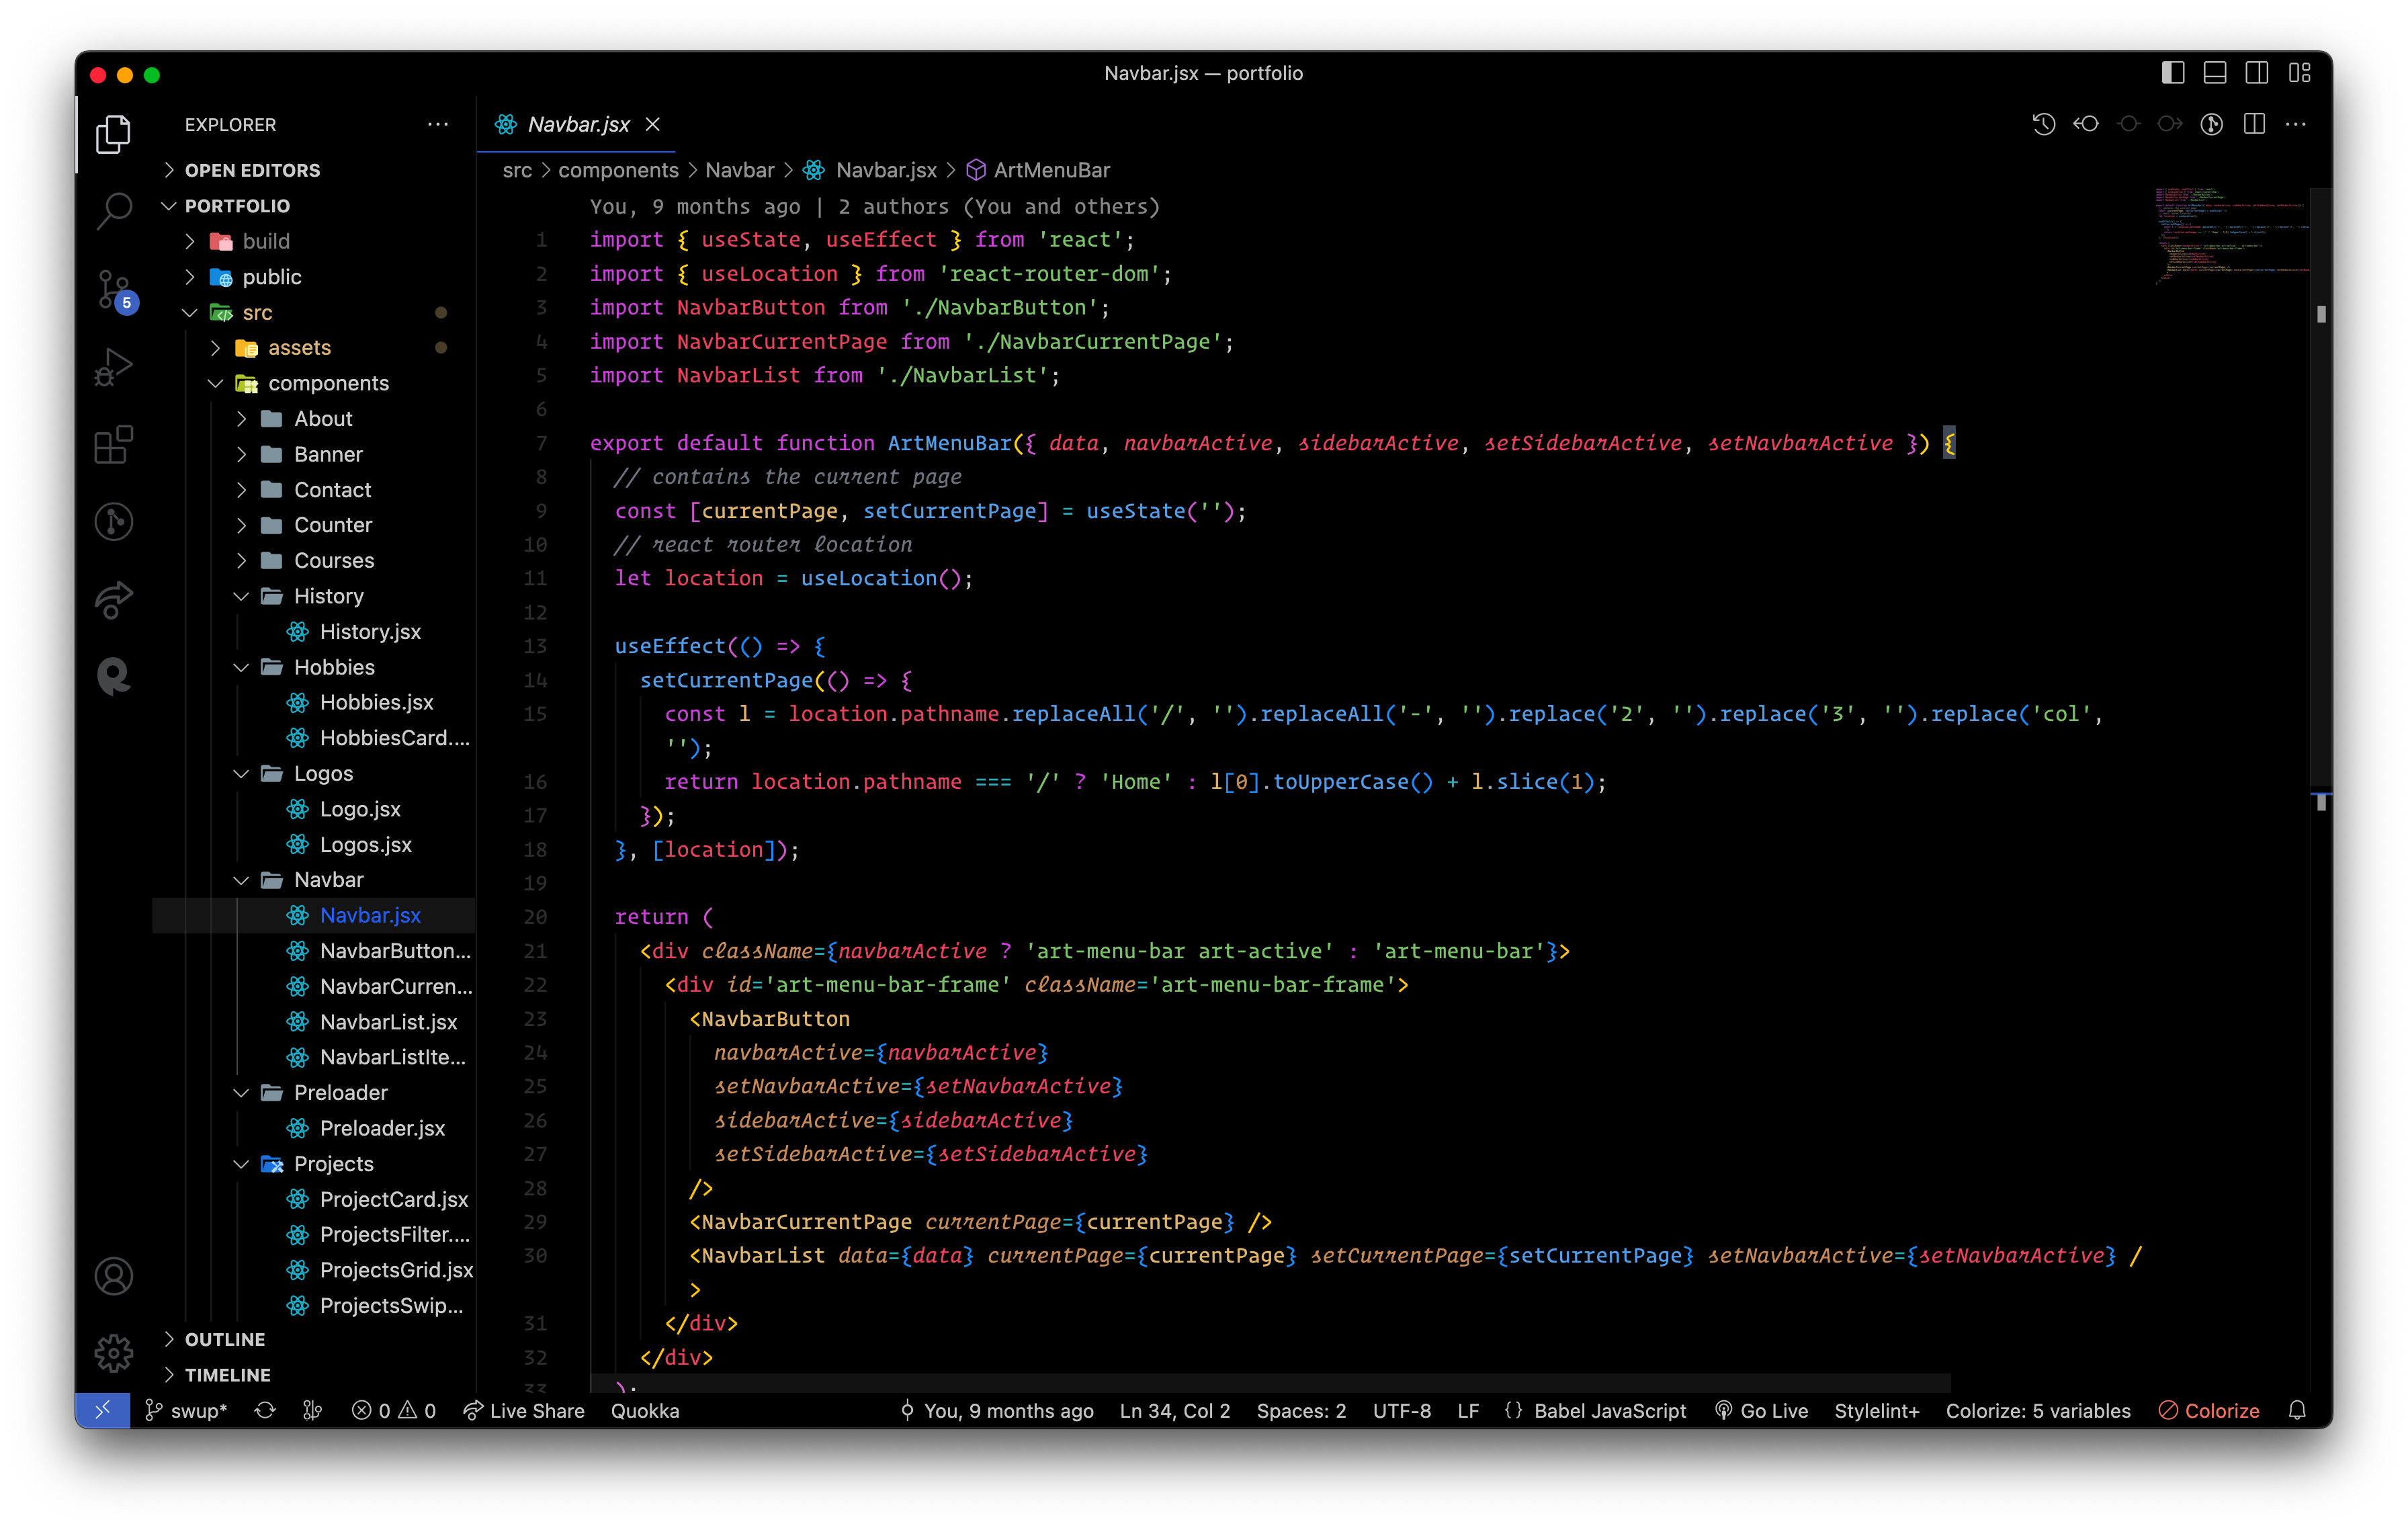 Navbar.jsx — portfolio
EXPLORER
OPEN EDITORS
PORTFOLIO
build
public
src
assets
components
About
Banner
Contact
Counter
Courses
History
History.jsx
Hobbies
Hobbies.jsx
HobbiesCard....
Logos
Logo.jsx
Logos.jsx
Navbar
Navbar.jsx
NavbarButton...
NavbarCurren...
NavbarList.jsx
NavbarListIte...
Preloader
Preloader.jsx
Projects
ProjectCard.jsx
ProjectsFilter....
ProjectsGrid.jsx
ProjectsSwip...
OUTLINE
TIMELINE
5
Navbar.jsx
src > components > Navbar > Navbar.jsx > ArtMenuBar
You, 9 months ago | 2 authors (You and others)
1 import { useState, useEffect } from 'react';
2 import { useLocation } from 'react-router-dom';
3 import NavbarButton from './NavbarButton';
4 import NavbarCurrentPage from './NavbarCurrentPage';
5 import NavbarList from './NavbarList';
6
7 export default function ArtMenuBar({ data, navbarActive, sidebarActive, setSidebarActive, setNavbarActive }) {
8 // contains the current page
9 const [currentPage, setCurrentPage] = useState('');
10 // react router location
11 let location = useLocation();
12
13 useEffect(() => {
14 setCurrentPage(() => {
15 const l = location.pathname.replaceAll('/', '').replaceAll('-', '').replace('2', '').replace('3', '').replace('col',
'');
16 return location.pathname === '/' ? 'Home' : l[0].toUpperCase() + l.slice(1);
17 });
18 }, [location]);
19
20 return (
21 <div className={navbarActive ? 'art-menu-bar art-active' : 'art-menu-bar'}>
22 <div id='art-menu-bar-frame' className='art-menu-bar-frame'>
23 <NavbarButton
24 navbarActive={navbarActive}
25 setNavbarActive={setNavbarActive}
26 sidebarActive={sidebarActive}
27 setSidebarActive={setSidebarActive}
28 />
29 <NavbarCurrentPage currentPage={currentPage} />
30 <NavbarList data={data} currentPage={currentPage} setCurrentPage={setCurrentPage} setNavbarActive={setNavbarActive} /
>
31 </div>
32 </div>
33 );
swup* 0 0 Live Share Quokka You, 9 months ago Ln 34, Col 2 Spaces: 2 UTF-8 LF {} Babel JavaScript Go Live Stylelint+ Colorize: 5 variables Colorize